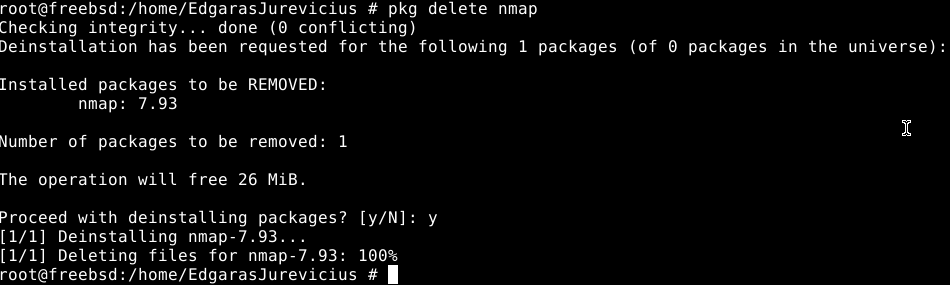 root@freebsd:/home/EdgarasJurevicius # pkg delete nmap
Checking integrity... done (0 conflicting)
Deinstallation has been requested for the following 1 packages (of 0 packages in the universe):
Installed packages to be REMOVED:
nmap: 7.93
Number of packages to be removed: 1
The operation will free 26 MiB.
Proceed with deinstalling packages? [y/N]: y
[1/1] Deinstalling nmap-7.93...
[1/1] Deleting files for nmap-7.93: 100%
root@freebsd:/home/EdgarasJurevicius #